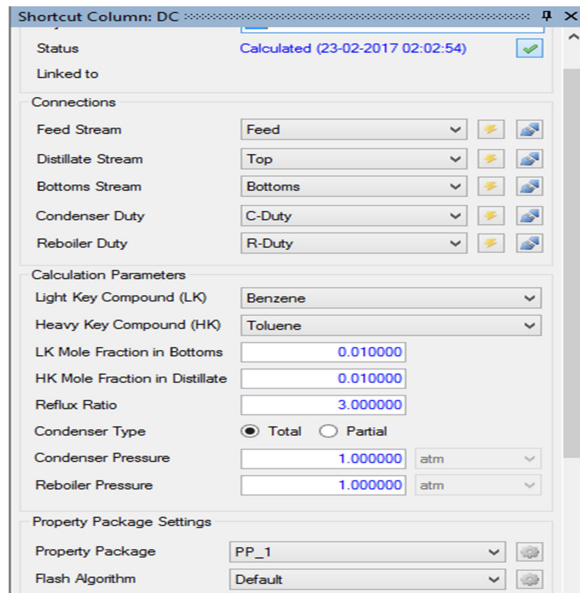 Shortcut Column: DC
Status Calculated (23-02-2017 02:02:54)
Linked to
Connections
Feed Stream Feed
Distillate Stream Top
Bottoms Stream Bottoms
Condenser Duty C-Duty
Reboiler Duty R-Duty
Calculation Parameters
Light Key Compound (LK) Benzene
Heavy Key Compound (HK) Toluene
LK Mole Fraction in Bottoms 0.010000
HK Mole Fraction in Distillate 0.010000
Reflux Ratio 3.000000
Condenser Type Total Partial
Condenser Pressure 1.000000 atm
Reboiler Pressure 1.000000 atm
Property Package Settings
Property Package PP_1
Flash Algorithm Default